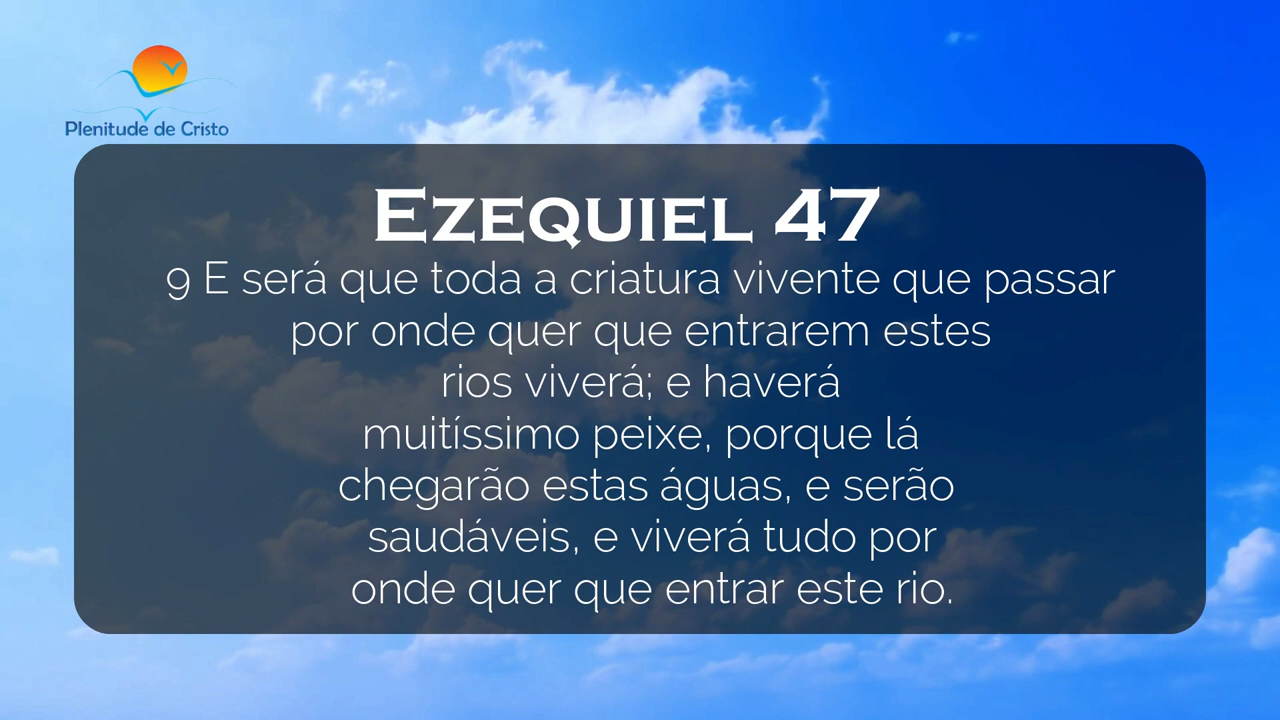 Plenitude de Cristo
Ezequiel 47
9 E será que toda a criatura vivente que passar
por onde quer que entrarem estes
rios viverá; e haverá
muitíssimo peixe, porque lá
chegarão estas águas, e serão
saudáveis, e viverá tudo por
onde quer que entrar este rio.